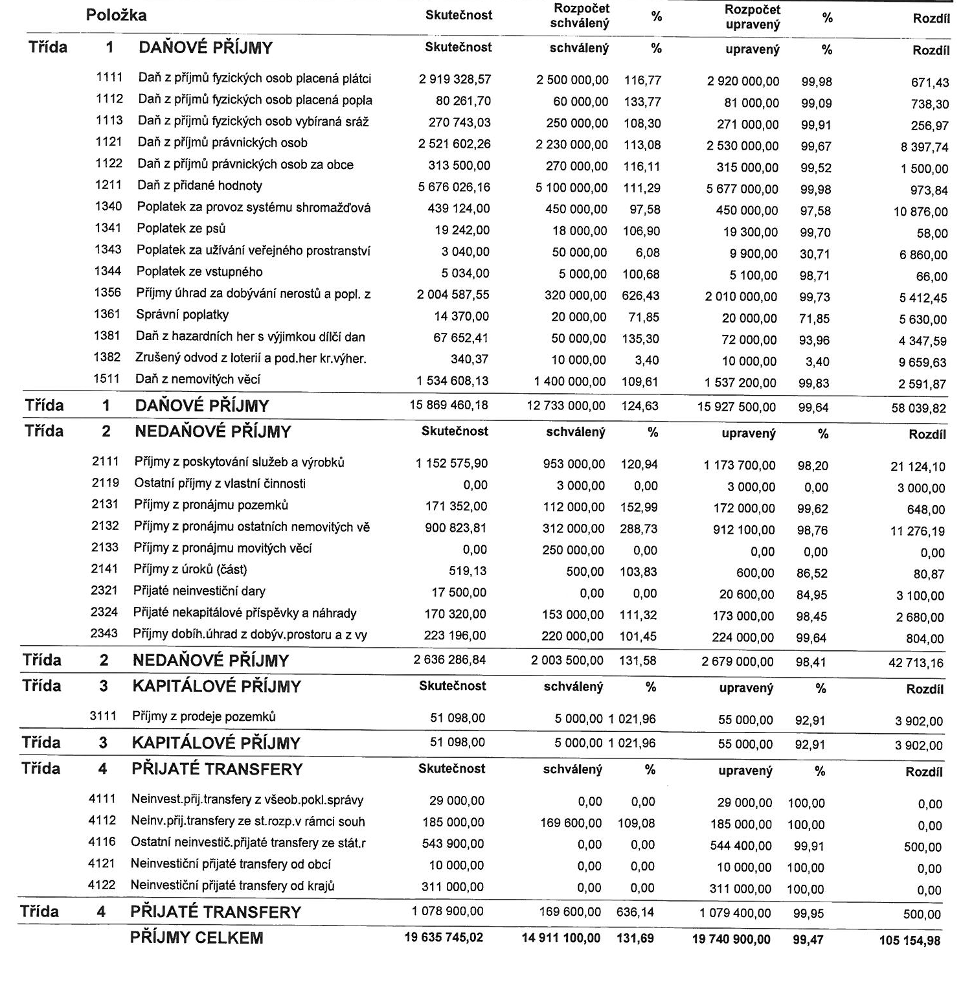 Položka Skutečnost Rozpočet schválený % Rozpočet upravený % Rozdíl
Třída 1 DAŇOVÉ PŘÍJMY Skutečnost schválený % upravený % Rozdíl
1111 Daň z příjmů fyzických osob placená plátci 2 919 328,57 2 500 000,00 116,77 2 920 000,00 99,98 671,43
1112 Daň z příjmů fyzických osob placená popla 80 261,70 60 000,00 133,77 81 000,00 99,09 738,30
1113 Daň z příjmů fyzických osob vybíraná sráž 270 743,03 250 000,00 108,30 271 000,00 99,91 256,97
1121 Daň z příjmů právnických osob 2 521 602,26 2 230 000,00 113,08 2 530 000,00 99,67 8 397,74
1122 Daň z příjmů právnických osob za obce 313 500,00 270 000,00 116,11 315 000,00 99,52 1 500,00
1211 Daň z přidané hodnoty 5 676 026,16 5 100 000,00 111,29 5 677 000,00 99,98 973,84
1340 Poplatek za provoz systému shromažďová 439 124,00 450 000,00 97,58 450 000,00 97,58 10 876,00
1341 Poplatek ze psů 19 242,00 18 000,00 106,90 19 300,00 99,70 58,00
1343 Poplatek za užívání veřejného prostranství 3 040,00 50 000,00 6,08 9 900,00 30,71 6 860,00
1344 Poplatek ze vstupného 5 034,00 5 000,00 100,68 5 100,00 98,71 66,00
1356 Příjmy úhrad za dobývání nerostů a popl. z 2 004 587,55 320 000,00 626,43 2 010 000,00 99,73 5 412,45
1361 Správní poplatky 14 370,00 20 000,00 71,85 20 000,00 71,85 5 630,00
1381 Daň z hazardních her s výjimkou dílčí dan 67 652,41 50 000,00 135,30 72 000,00 93,96 4 347,59
1382 Zrušený odvod z loterií a pod.her kr.výher. 340,37 10 000,00 3,40 10 000,00 3,40 9 659,63
1511 Daň z nemovitých věcí 1 534 608,13 1 400 000,00 109,61 1 537 200,00 99,83 2 591,87
Třída 1 DAŇOVÉ PŘÍJMY 15 869 460,18 12 733 000,00 124,63 15 927 500,00 99,64 58 039,82
Třída 2 NEDAŇOVÉ PŘÍJMY Skutečnost schválený % upravený % Rozdíl
2111 Příjmy z poskytování služeb a výrobků 1 152 575,90 953 000,00 120,94 1 173 700,00 98,20 21 124,10
2119 Ostatní příjmy z vlastní činnosti 0,00 3 000,00 0,00 3 000,00 0,00 3 000,00
2131 Příjmy z pronájmu pozemků 171 352,00 112 000,00 152,99 172 000,00 99,62 648,00
2132 Příjmy z pronájmu ostatních nemovitých vě 900 823,81 312 000,00 288,73 912 100,00 98,76 11 276,19
2133 Příjmy z pronájmu movitých věcí 0,00 250 000,00 0,00 0,00 0,00 0,00
2141 Příjmy z úroků (část) 519,13 500,00 103,83 600,00 86,52 80,87
2321 Přijaté neinvestiční dary 17 500,00 0,00 0,00 20 600,00 84,95 3 100,00
2324 Přijaté nekapitálové příspěvky a náhrady 170 320,00 153 000,00 111,32 173 000,00 98,45 2 680,00
2343 Příjmy dobíh.úhrad z dobýv.prostoru a z vy 223 196,00 220 000,00 101,45 224 000,00 99,64 804,00
Třída 2 NEDAŇOVÉ PŘÍJMY 2 636 286,84 2 003 500,00 131,58 2 679 000,00 98,41 42 713,16
Třída 3 KAPITÁLOVÉ PŘÍJMY Skutečnost schválený % upravený % Rozdíl
3111 Příjmy z prodeje pozemků 51 098,00 5 000,00 1 021,96 55 000,00 92,91 3 902,00
Třída 3 KAPITÁLOVÉ PŘÍJMY 51 098,00 5 000,00 1 021,96 55 000,00 92,91 3 902,00
Třída 4 PŘIJATÉ TRANSFERY Skutečnost schválený % upravený % Rozdíl
4111 Neinvest.přij.transfery z všeob.pokl.správy 29 000,00 0,00 0,00 29 000,00 100,00 0,00
4112 Neinv.přij.transfery ze st.rozp.v rámci souh 185 000,00 169 600,00 109,08 185 000,00 100,00 0,00
4116 Ostatní neinvestič.přijaté transfery ze stát.r 543 900,00 0,00 0,00 544 400,00 99,91 500,00
4121 Neinvestiční přijaté transfery od obcí 10 000,00 0,00 0,00 10 000,00 100,00 0,00
4122 Neinvestiční přijaté transfery od krajů 311 000,00 0,00 0,00 311 000,00 100,00 0,00
Třída 4 PŘIJATÉ TRANSFERY 1 078 900,00 169 600,00 636,14 1 079 400,00 99,95 500,00
PŘÍJMY CELKEM 19 635 745,02 14 911 100,00 131,69 19 740 900,00 99,47 105 154,98